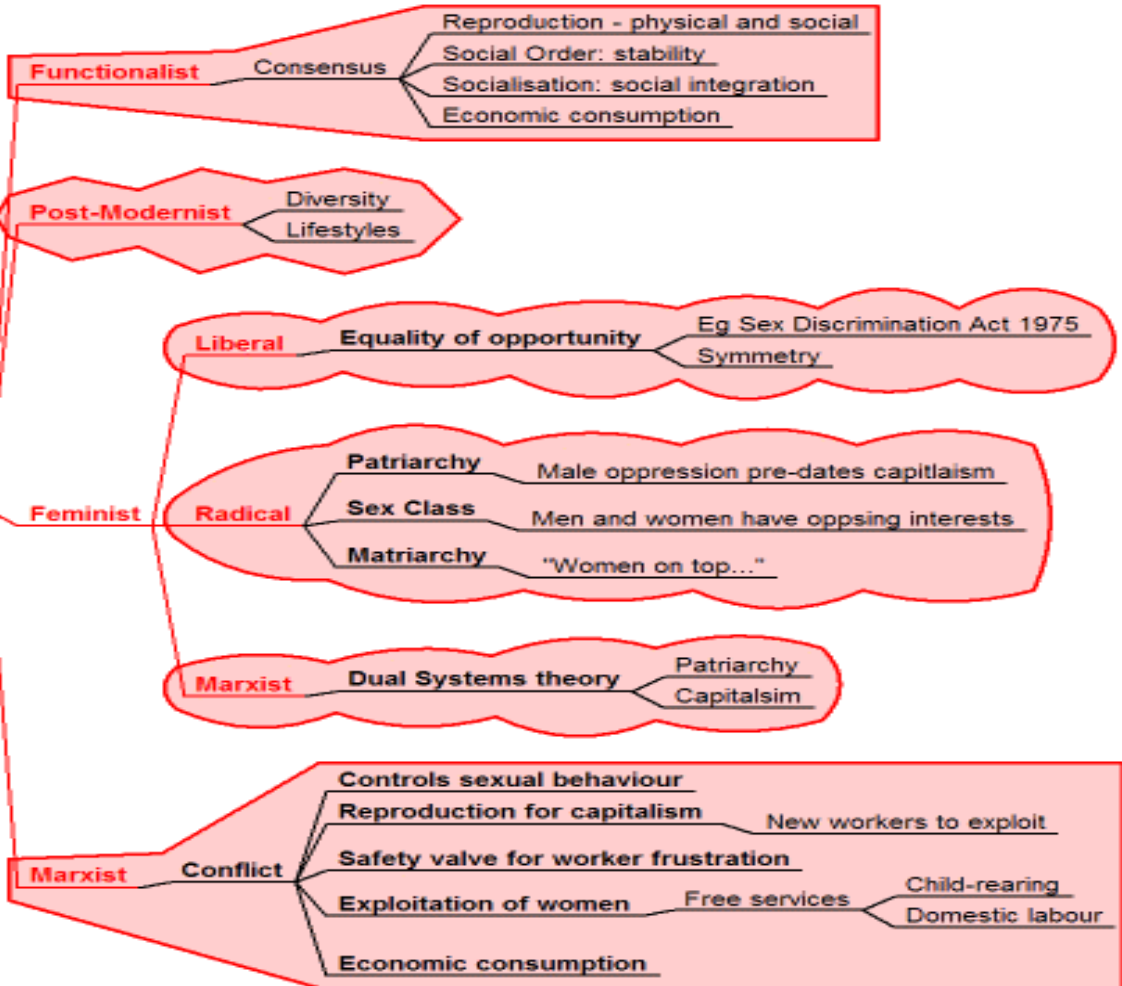 Functionalist
Consensus
Reproduction - physical and social
Social Order: stability
Socialisation: social integration
Economic consumption
Post-Modernist
Diversity
Lifestyles
Feminist
Liberal
Equality of opportunity
Eg Sex Discrimination Act 1975
Symmetry
Radical
Patriarchy
Male oppression pre-dates capitlaism
Sex Class
Men and women have oppsing interests
Matriarchy
"Women on top..."
Marxist
Dual Systems theory
Patriarchy
Capitalsim
Marxist
Conflict
Controls sexual behaviour
Reproduction for capitalism
New workers to exploit
Safety valve for worker frustration
Exploitation of women
Free services
Child-rearing
Domestic labour
Economic consumption